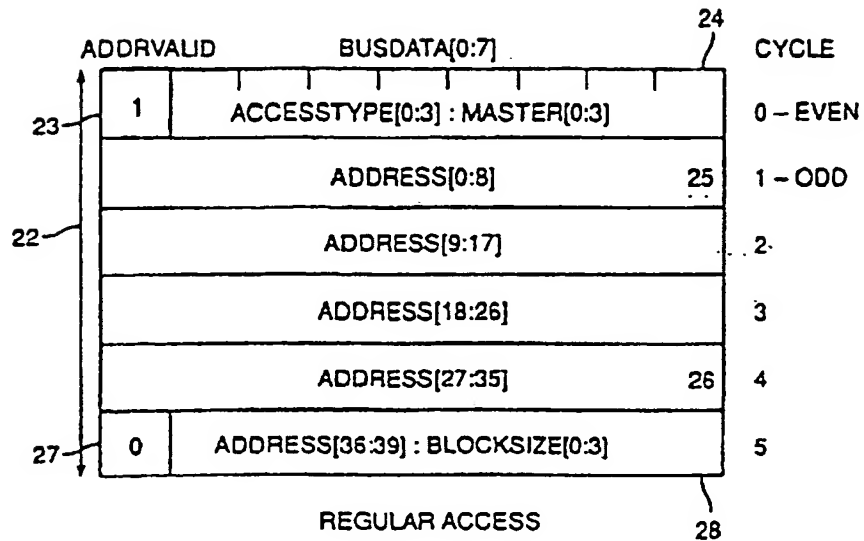 24
ADDRVALID BUSDATA[0:7] CYCLE
23 1 ACCESSTYPE[0:3] : MASTER[0:3] 0 – EVEN
ADDRESS[0:8] 25 1 – ODD
22 ADDRESS[9:17] 2
ADDRESS[18:26] 3
ADDRESS[27:35] 26 4
27 0 ADDRESS[36:39] : BLOCKSIZE[0:3] 5
REGULAR ACCESS
28